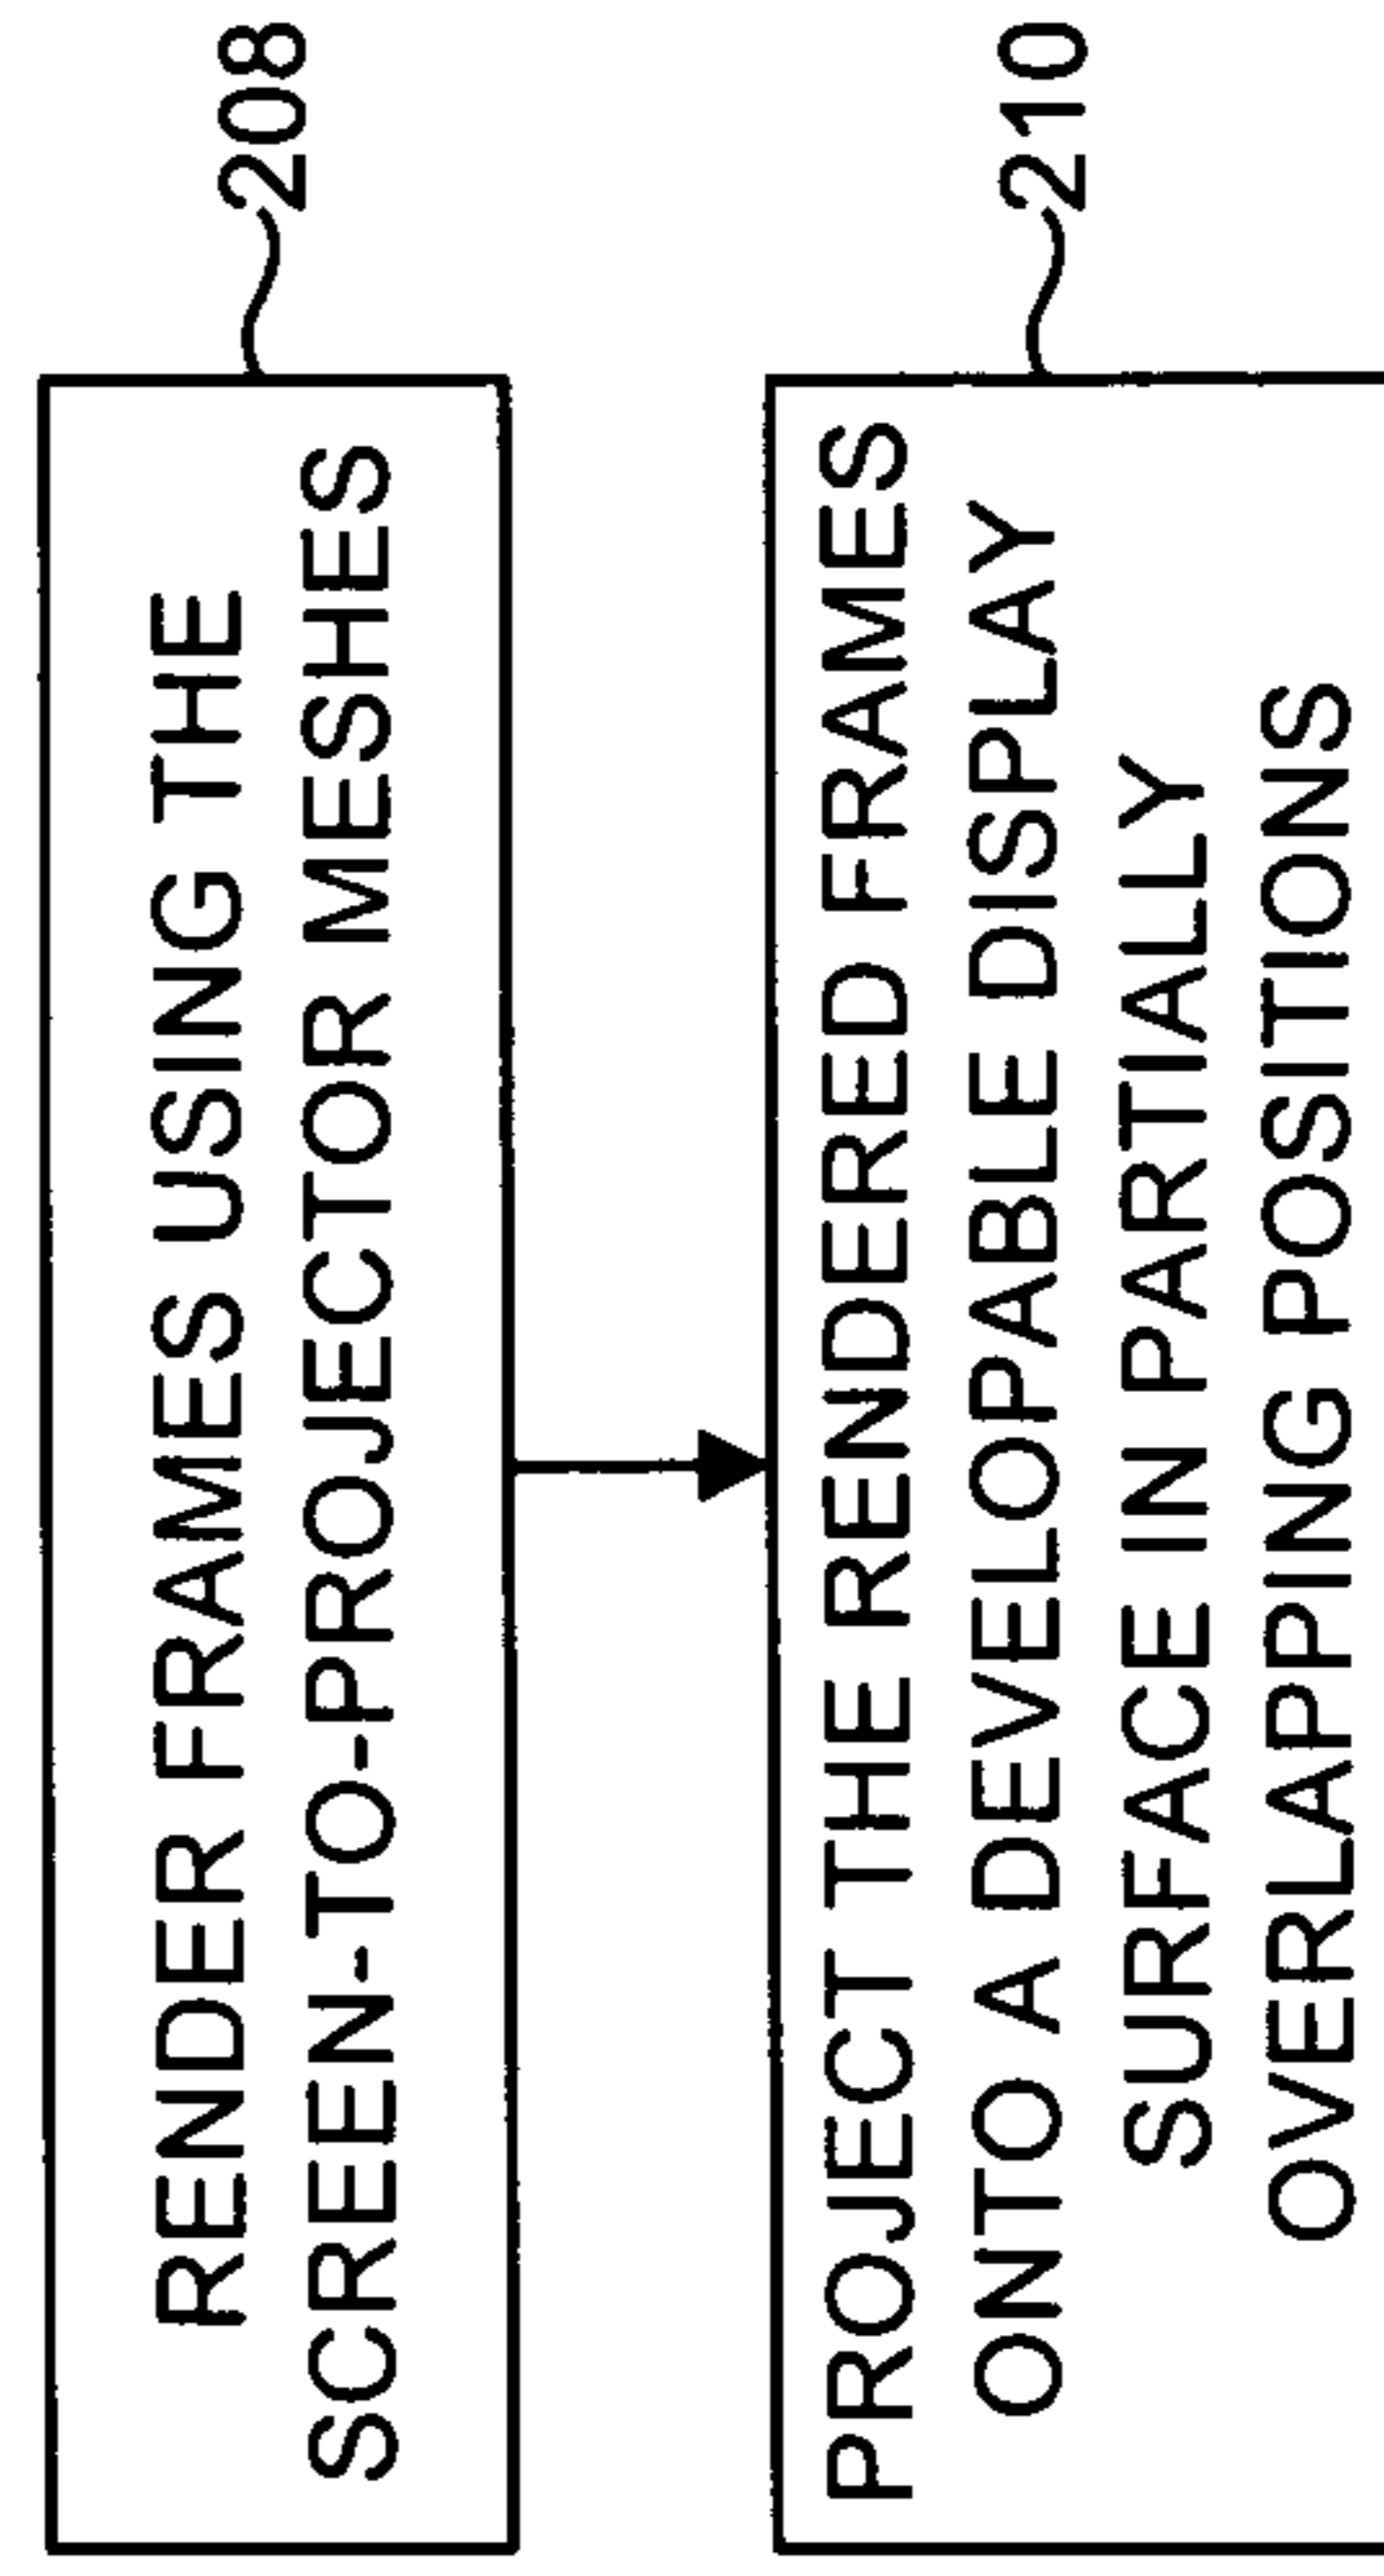 RENDER FRAMES USING THE
SCREEN-TO-PROJECTOR MESHES
208
PROJECT THE RENDERED FRAMES
ONTO A DEVELOPABLE DISPLAY
SURFACE IN PARTIALLY
OVERLAPPING POSITIONS
210